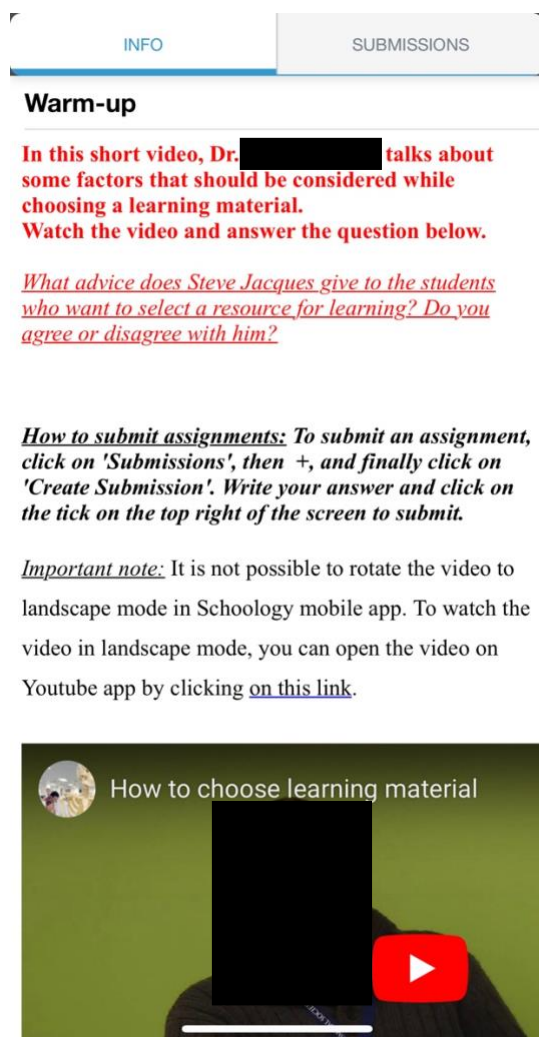 INFO
SUBMISSIONS
Warm-up
In this short video, Dr. talks about
some factors that should be considered while
choosing a learning material.
Watch the video and answer the question below.
What advice does Steve Jacques give to the students
who want to select a resource for learning? Do you
agree or disagree with him?
How to submit assignments: To submit an assignment,
click on 'Submissions', then +, and finally click on
'Create Submission'. Write your answer and click on
the tick on the top right of the screen to submit.
Important note: It is not possible to rotate the video to
landscape mode in Schoology mobile app. To watch the
video in landscape mode, you can open the video on
Youtube app by clicking on this link.
How to choose learning material